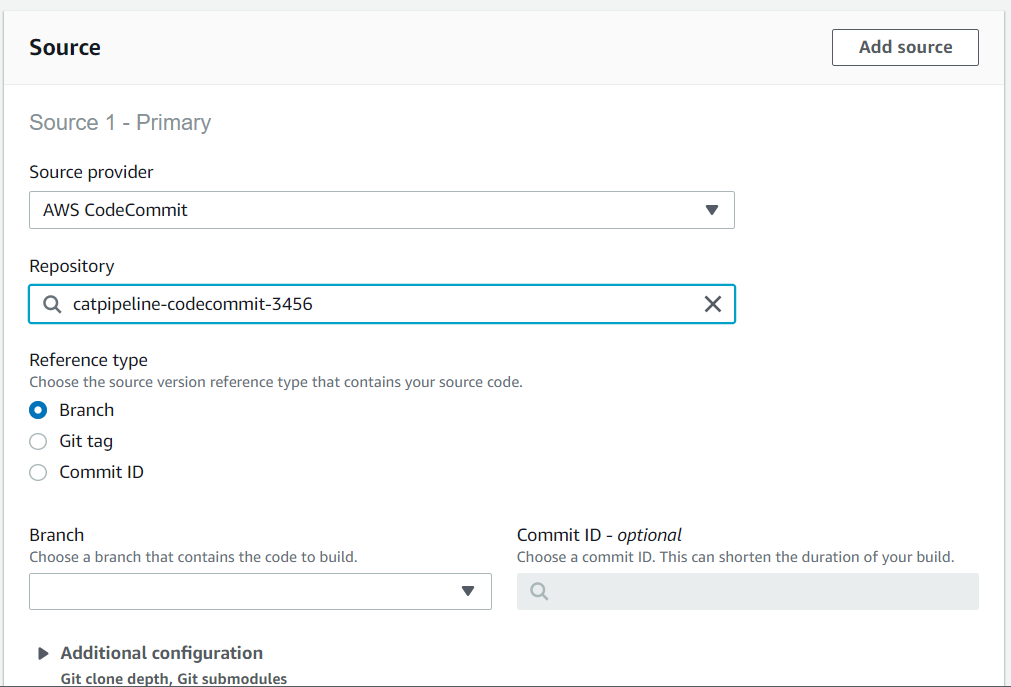 Source
Add source
Source 1 - Primary
Source provider
AWS CodeCommit
Repository
catpipeline-codecommit-3456
Reference type
Choose the source version reference type that contains your source code.
Branch
Git tag
Commit ID
Branch
Choose a branch that contains the code to build.
Commit ID - optional
Choose a commit ID. This can shorten the duration of your build.
Additional configuration
Git clone depth, Git submodules